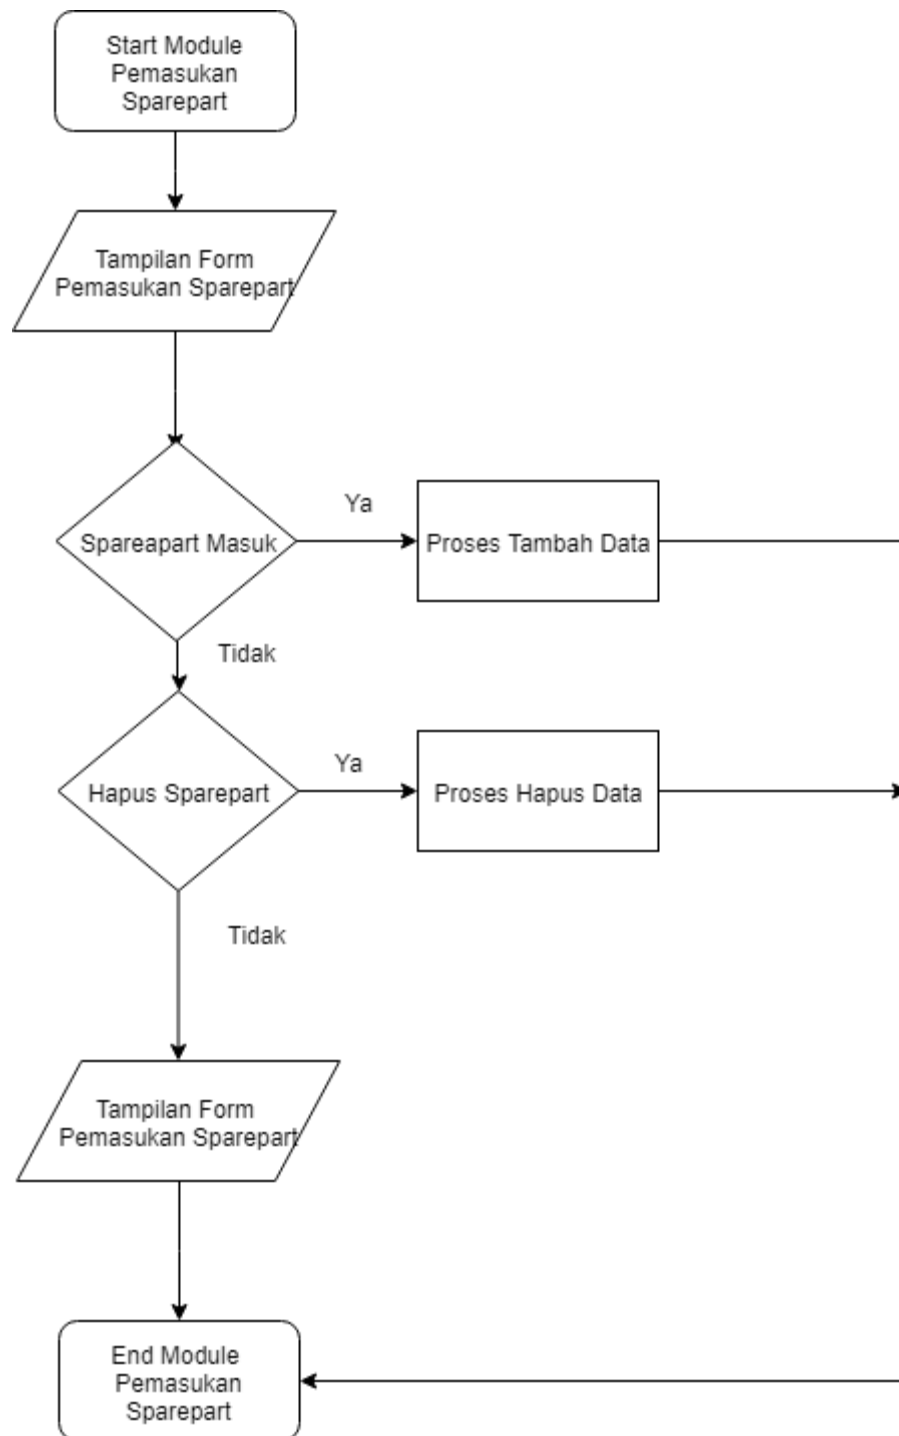 Start Module
Pemasukan
Sparepart
Tampilan Form
Pemasukan Sparepart
Spareapart Masuk
Ya
Proses Tambah Data
Tidak
Hapus Sparepart
Ya
Proses Hapus Data
Tidak
Tampilan Form
Pemasukan Sparepart
End Module
Pemasukan
Sparepart